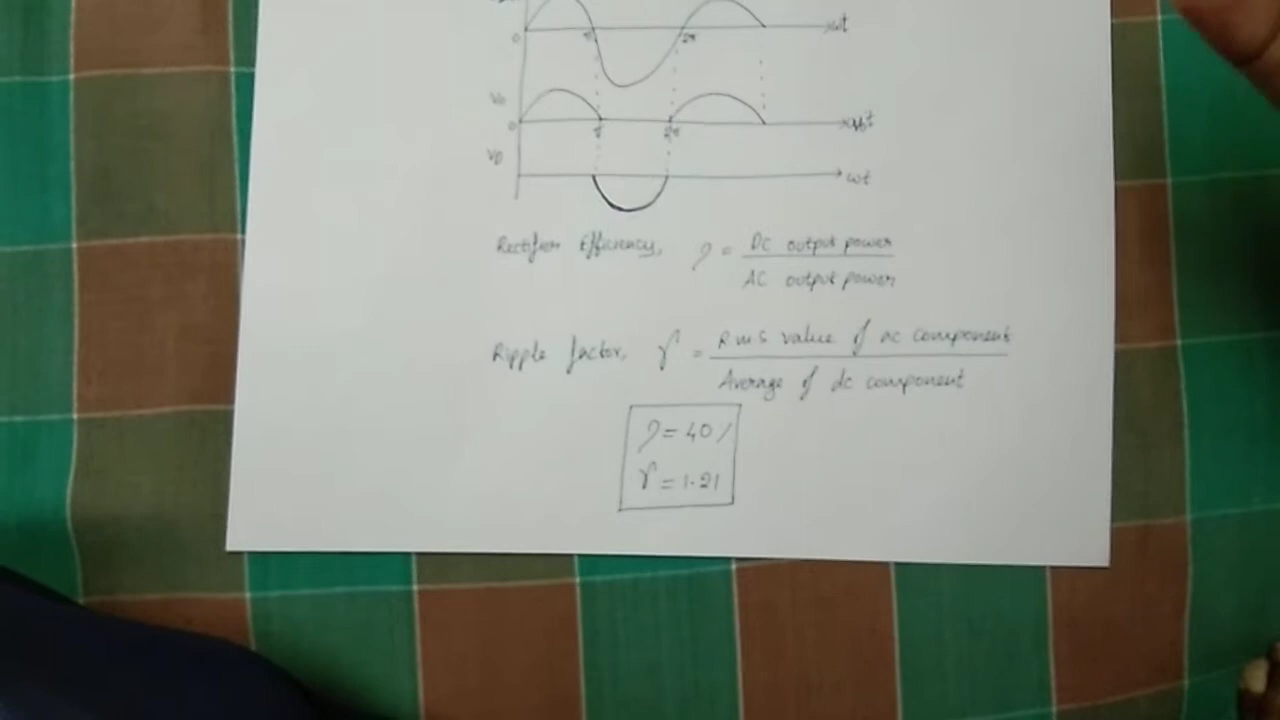 0 π 2π ωt
Vo
0 π 2π ωt
VD
ωt
Rectifier Efficiency, η = DC output power
AC output power
Ripple factor, γ = RMS value of ac component
Average of dc component
η = 40%
γ = 1.21